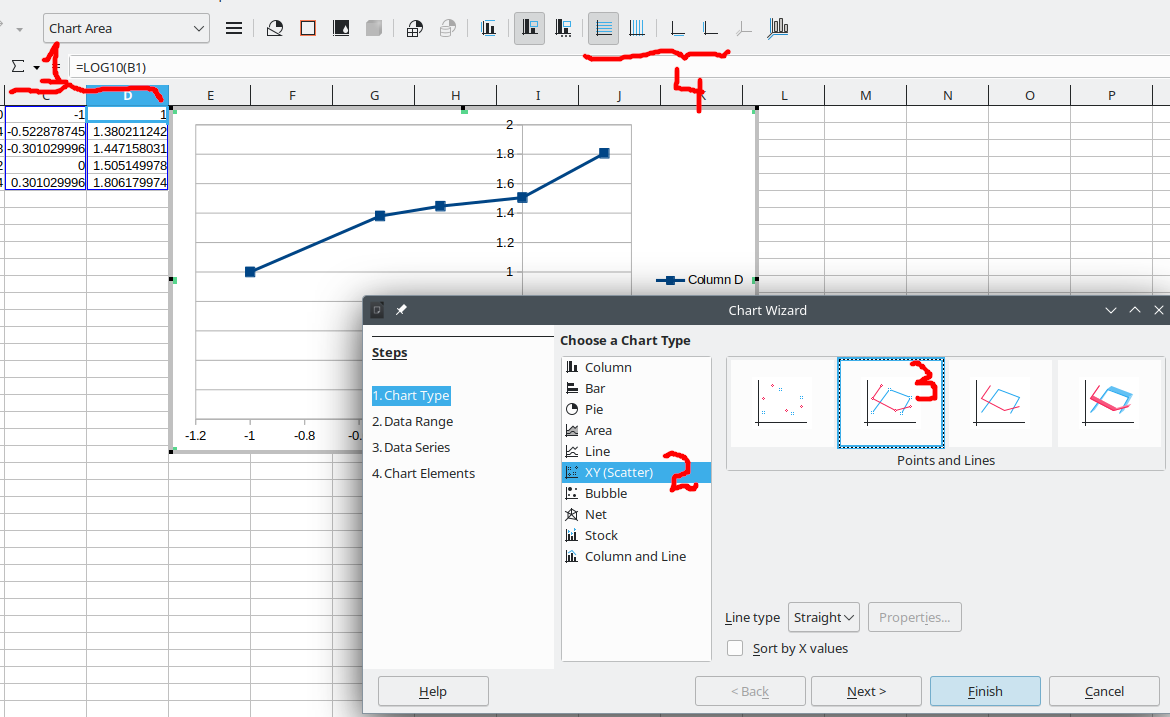 Chart Area
=LOG10(B1)
1
4
C D E F G H I J K L M N O P
-1 1
-0.522878745 1.380211242
-0.301029996 1.447158031
0 1.505149978
0.301029996 1.806179974
2
1.8
1.6
1.4
1.2
1
Column D
-1.2 -1 -0.8
Chart Wizard
Steps
1. Chart Type
2. Data Range
3. Data Series
4. Chart Elements
Choose a Chart Type
Column
Bar
Pie
Area
Line
XY (Scatter)
Bubble
Net
Stock
Column and Line
2
3
Points and Lines
Line type Straight Properties...
Sort by X values
Help < Back Next > Finish Cancel